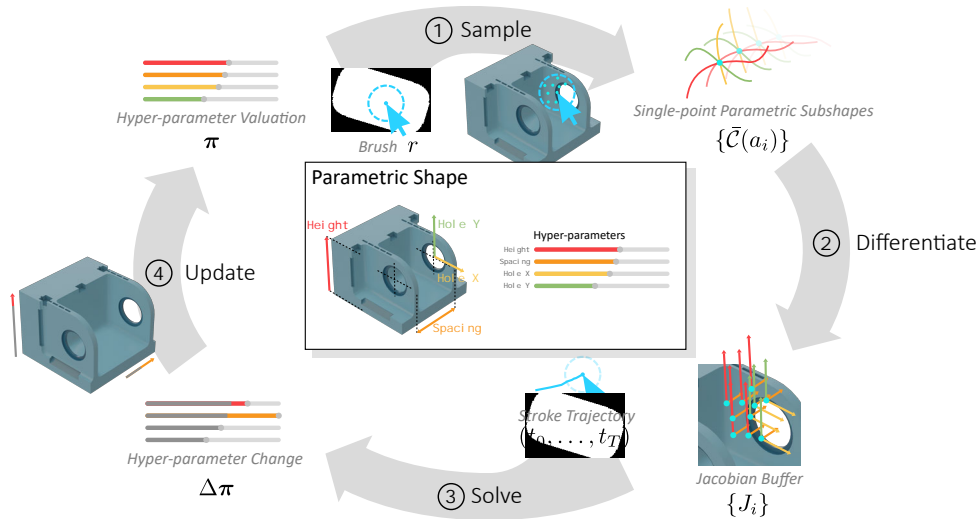 ① Sample
Hyper-parameter Valuation
π
Brush r
Single-point Parametric Subshapes
{C̄(aᵢ)}
Parametric Shape
Height
Hole Y
Hole X
Spacing
Hyper-parameters
Height
Spacing
Hole X
Hole Y
② Differentiate
④ Update
Stroke Trajectory
(t₀, . . . , t_T)
Hyper-parameter Change
Δπ
③ Solve
Jacobian Buffer
{Jᵢ}